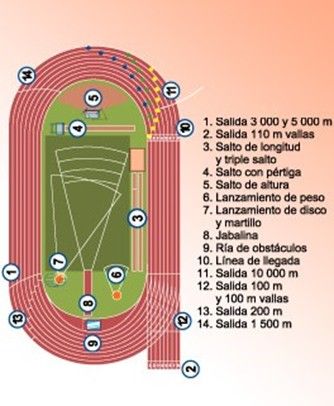 14
11
5
4
10
3
7
6
1
8
13
12
9
2
1. Salida 3 000 y 5 000 m
2. Salida 110 m vallas
3. Salto de longitud
y triple salto
4. Salto con pértiga
5. Salto de altura
6. Lanzamiento de peso
7. Lanzamiento de disco
y martillo
8. Jabalina
9. Ría de obstáculos
10. Línea de llegada
11. Salida 10 000 m
12. Salida 100 m
y 100 m vallas
13. Salida 200 m
14. Salida 1 500 m